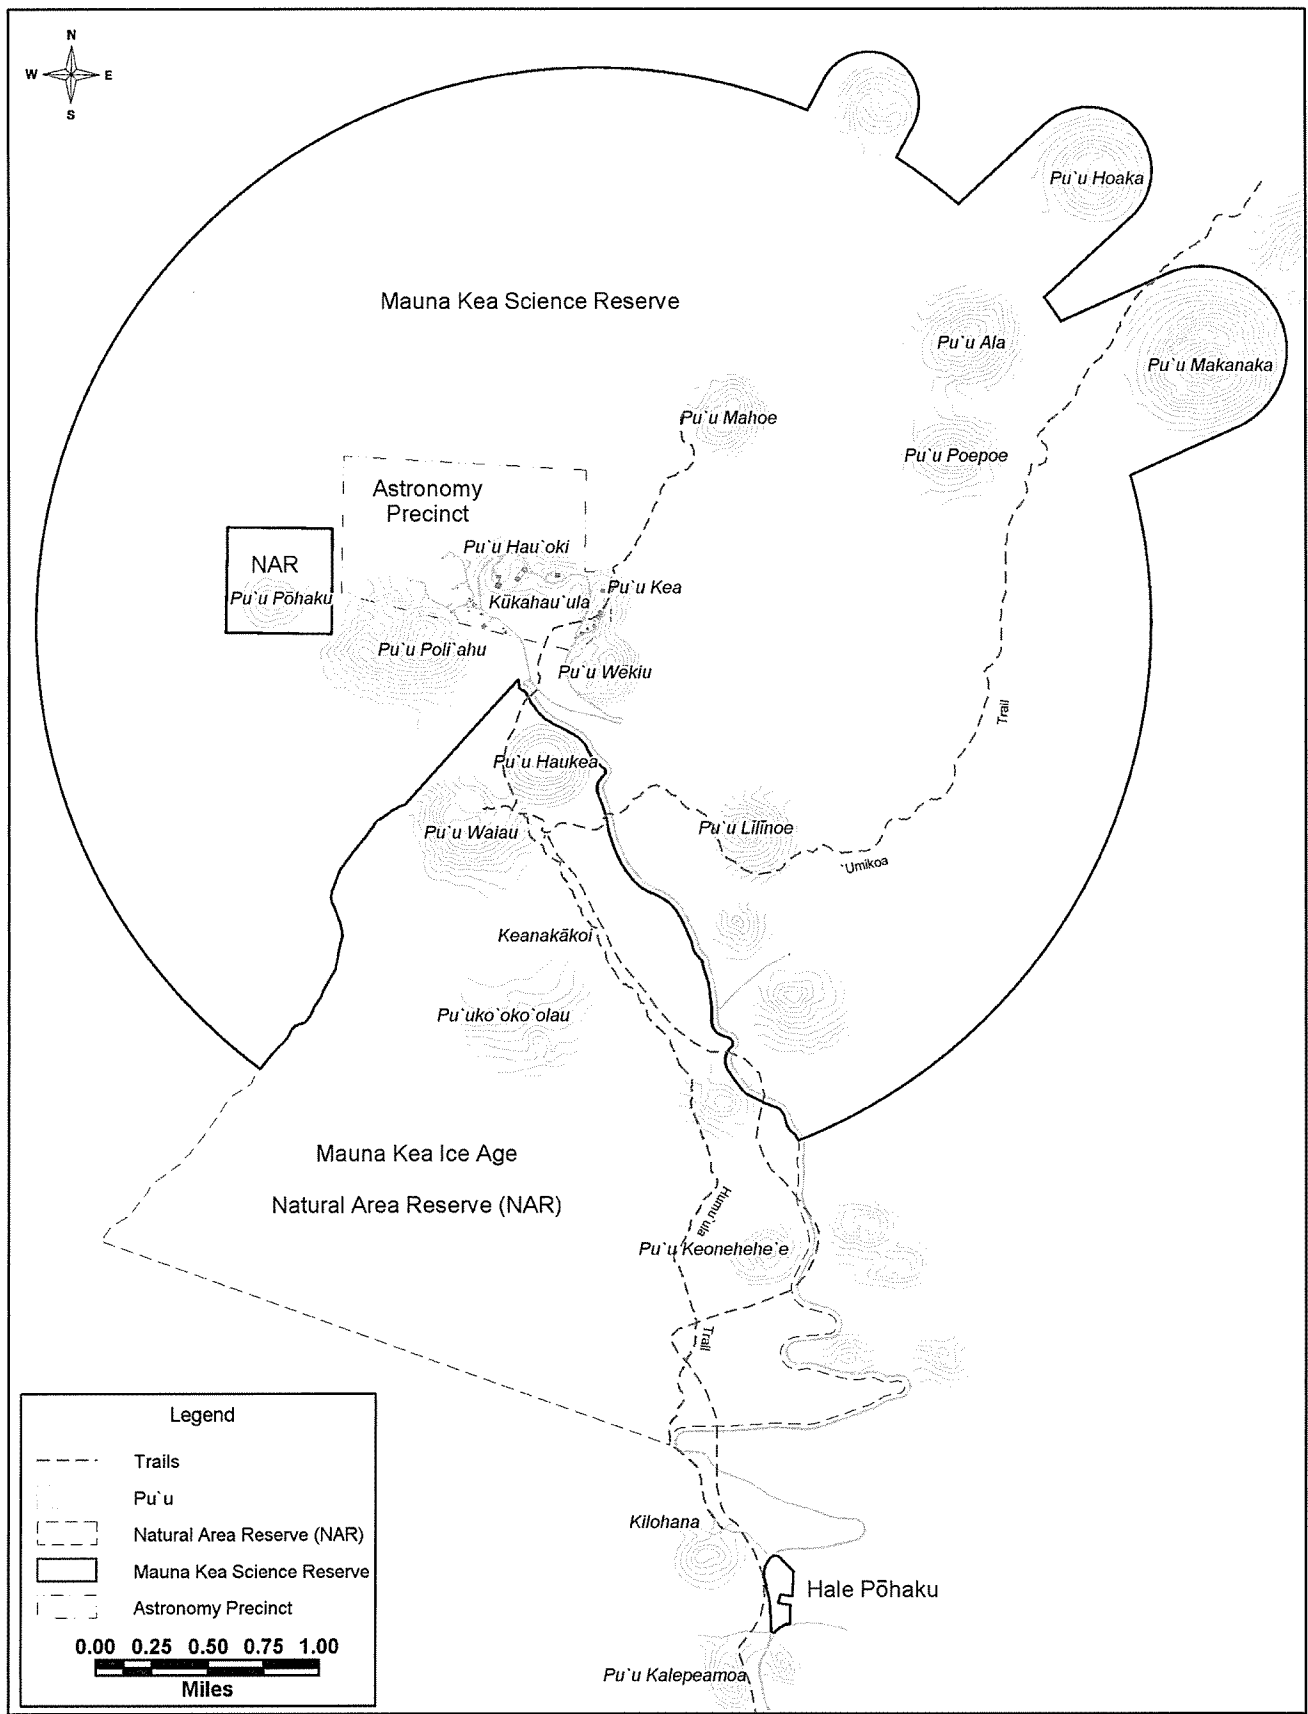 N
W E
S
Pu`u Hoaka
Mauna Kea Science Reserve
Pu`u Ala
Pu`u Makanaka
Pu`u Mahoe
Pu`u Poepoe
Astronomy
Precinct
Pu`u Hau`oki
NAR
Pu`u Kea
Pu`u Pōhaku
Kūkahau`ula
Pu`u Poli`ahu
Pu`u Wēkiu
Trail
Pu`u Haukea
Pu`u Waiau
Pu`u Līlīnoe
`Umikoa
Keanakākoi
Pu`uko`oko`olau
Mauna Kea Ice Age
Natural Area Reserve (NAR)
Humu`ula
Pu`u Keonehehe`e
Trail
Legend
Trails
Pu`u
Natural Area Reserve (NAR)
Mauna Kea Science Reserve
Astronomy Precinct
0.00 0.25 0.50 0.75 1.00
Miles
Kilohana
Hale Pōhaku
Pu`u Kalepeamoa